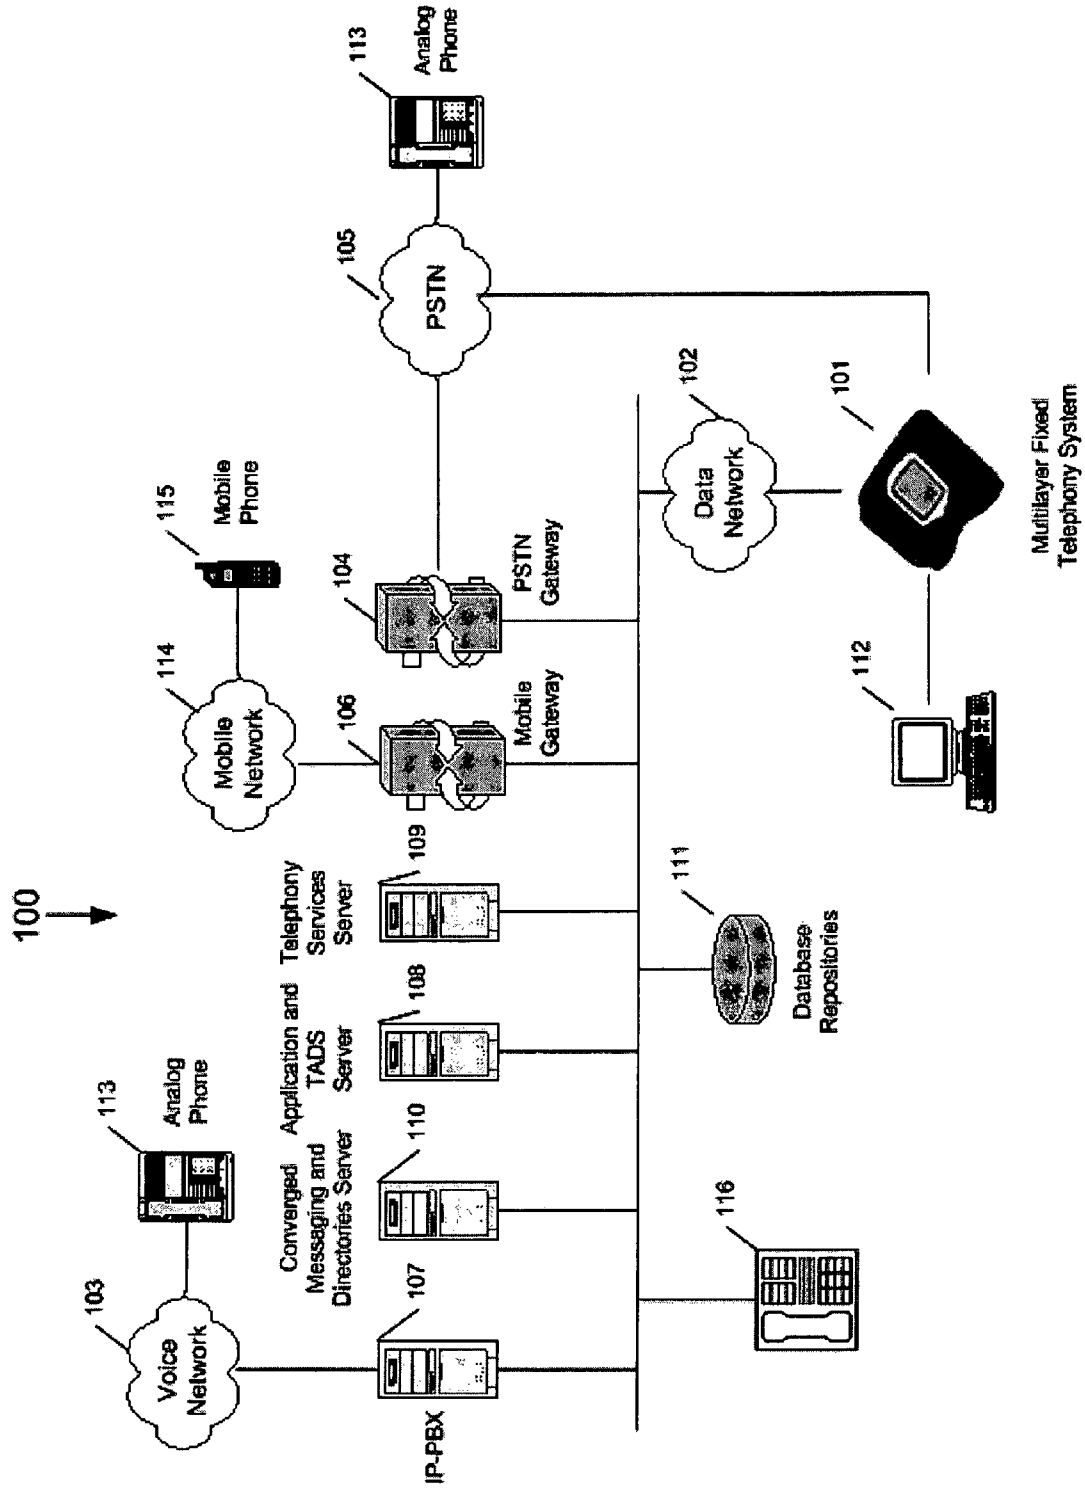 100
103
Voice
Network
113
Analog
Phone
114
Mobile
Network
115
Mobile
Phone
105
PSTN
113
Analog
Phone
IP-PBX
107
Converged
Messaging and
Directories Server
110
Application and
TADS
Server
108
Telephony
Services
Server
109
106
Mobile
Gateway
104
PSTN
Gateway
116
111
Database
Repositories
112
102
Data
Network
101
Multilayer Fixed
Telephony System